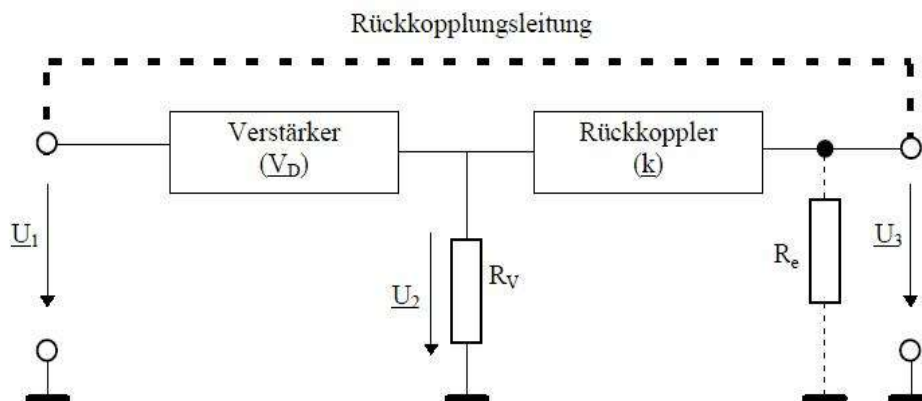 Rückkopplungsleitung
Verstärker
(V_D)
Rückkoppler
(k)
U_1
U_2
R_V
R_e
U_3